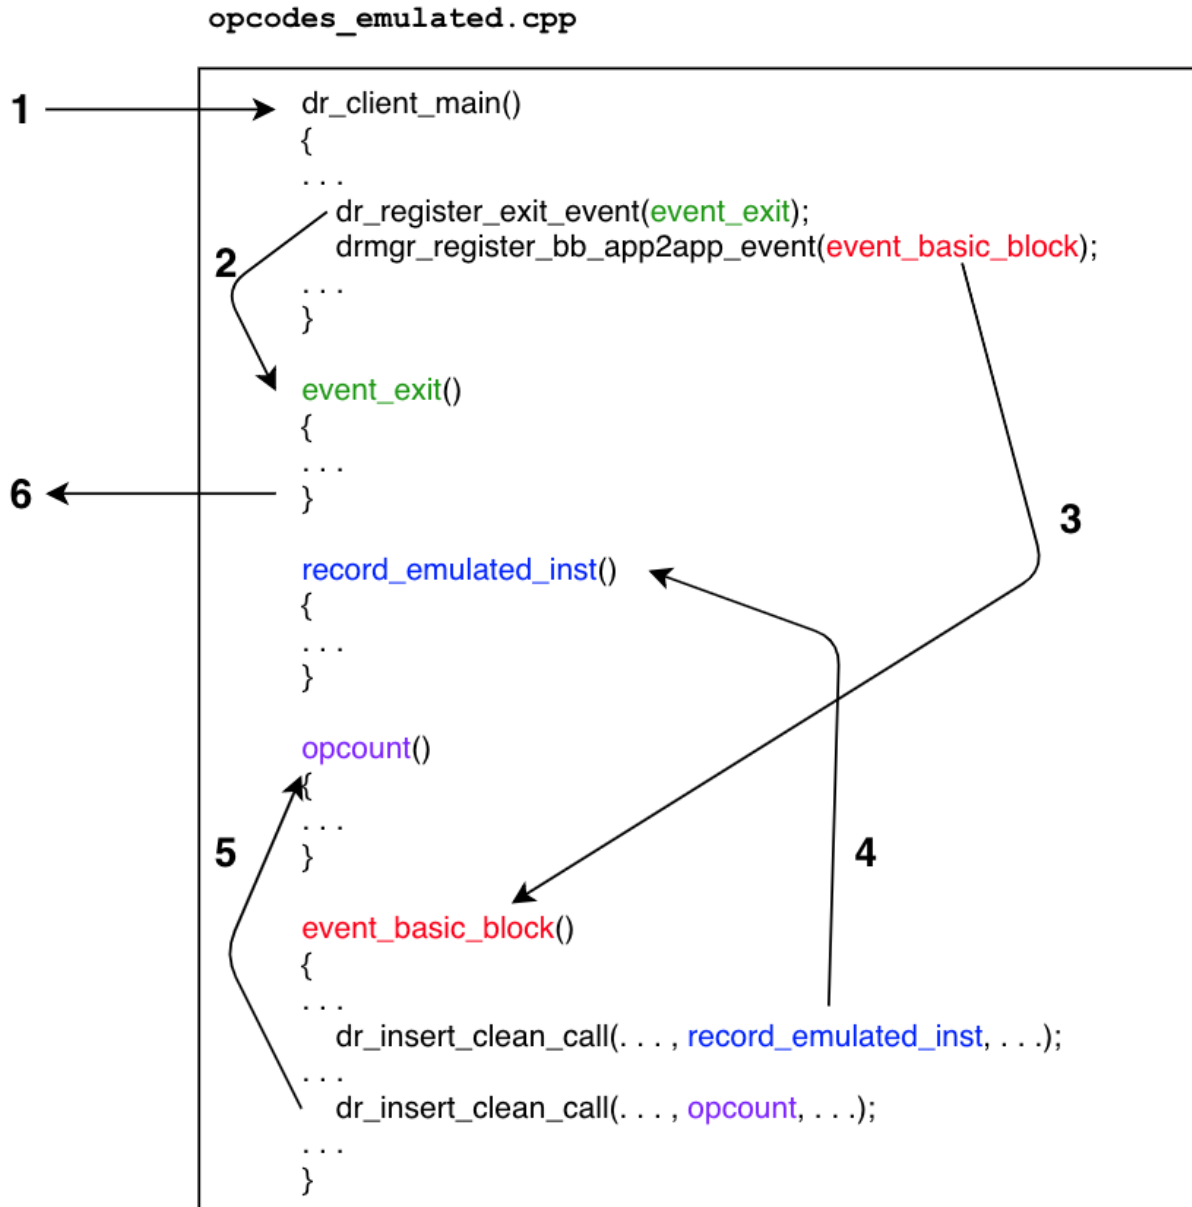 opcodes_emulated.cpp
1
dr_client_main()
{
. . .
dr_register_exit_event(event_exit);
2
drmgr_register_bb_app2app_event(event_basic_block);
. . .
}
event_exit()
{
. . .
6
}
3
record_emulated_inst()
{
. . .
}
opcount()
{
. . .
5
4
}
event_basic_block()
{
. . .
dr_insert_clean_call(. . . , record_emulated_inst, . . .);
. . .
dr_insert_clean_call(. . . , opcount, . . .);
. . .
}